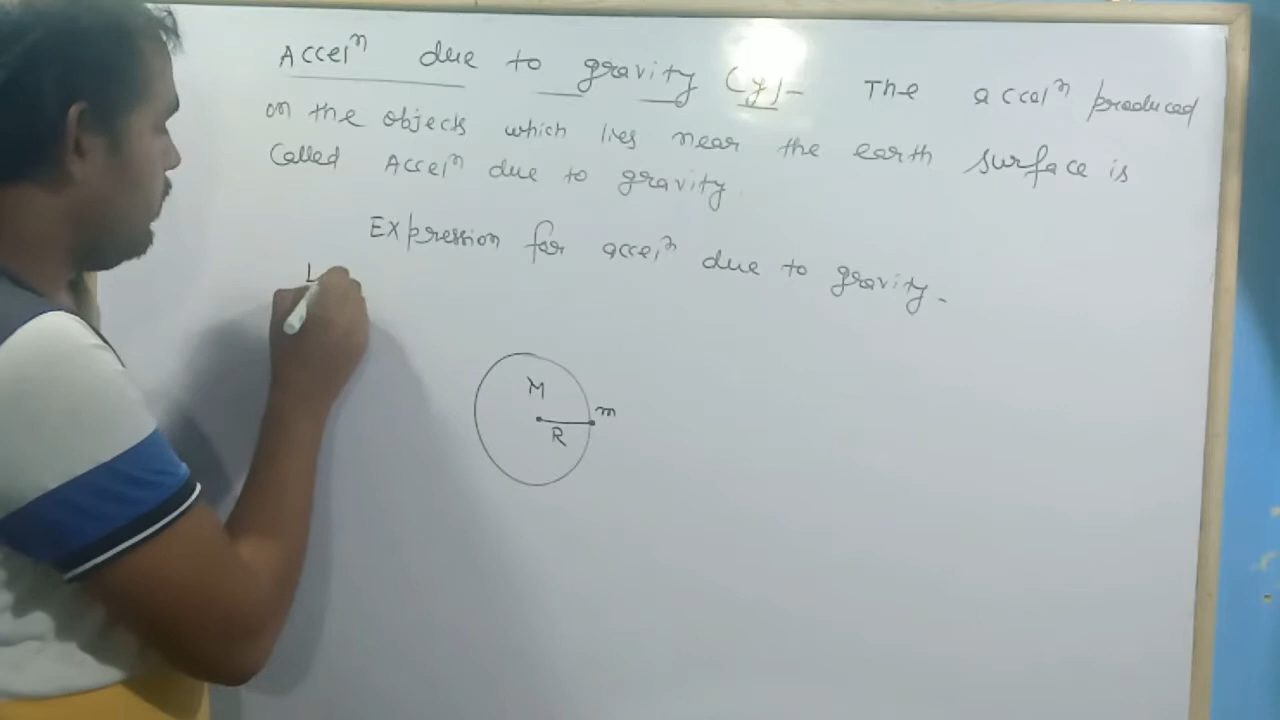 Accelⁿ due to gravity (g)- The accelⁿ produced
on the objects which lies near the earth surface is
called Accelⁿ due to gravity
Expression for accelⁿ due to gravity.
L
M
m
R